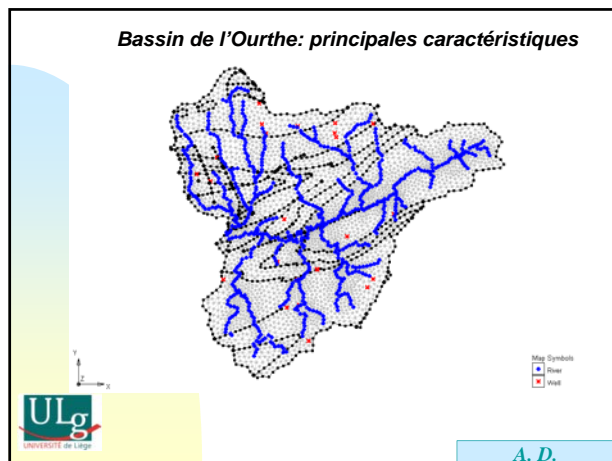 Bassin de l'Ourthe: principales caractéristiques
Y
Z
X
Map Symbols
River
Well
ULg
UNIVERSITÉ de Liège
A. D.